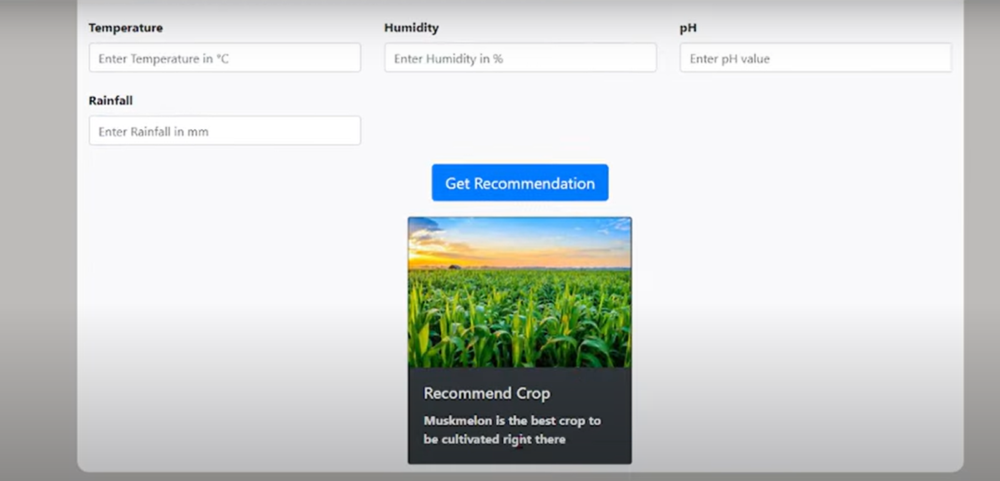 Temperature
Humidity
pH
Enter Temperature in °C
Enter Humidity in %
Enter pH value
Rainfall
Enter Rainfall in mm
Get Recommendation
Recommend Crop
Muskmelon is the best crop to
be cultivated right there